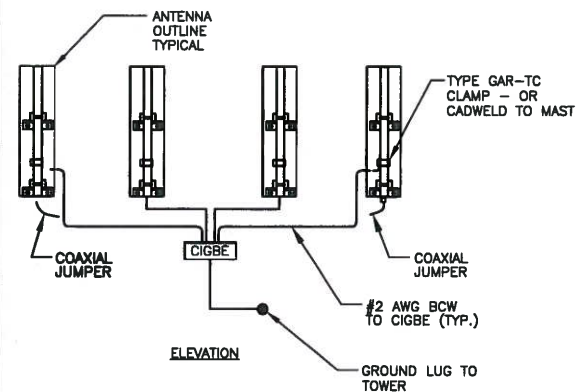 ANTENNA
OUTLINE
TYPICAL
TYPE GAR-TC
CLAMP - OR
CADWELD TO MAST
CIGBE
COAXIAL
JUMPER
COAXIAL
JUMPER
#2 AWG BCW
TO CIGBE (TYP.)
ELEVATION
GROUND LUG TO
TOWER